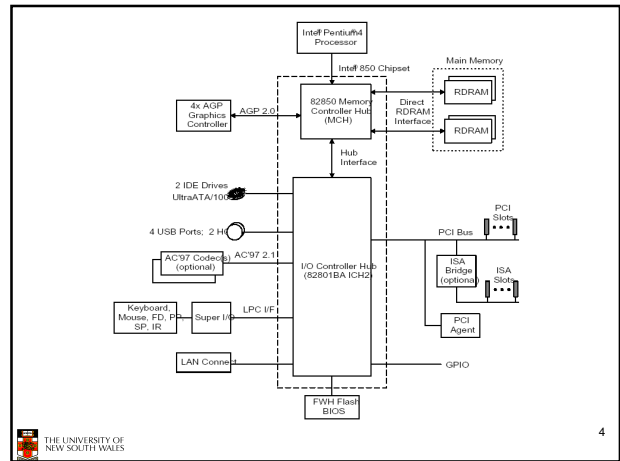 Intel® Pentium®4
Processor
Intel® 850 Chipset
Main Memory
4x AGP
Graphics
Controller
AGP 2.0
82850 Memory
Controller Hub
(MCH)
Direct
RDRAM
Interface
RDRAM
RDRAM
Hub
Interface
2 IDE Drives
UltraATA/100
4 USB Ports; 2 HC
AC'97 Codec(s)
(optional)
AC'97 2.1
Keyboard,
Mouse, FD, PP,
SP, IR
Super I/O
LPC I/F
LAN Connect
I/O Controller Hub
(82801BA ICH2)
PCI Bus
PCI
Slots
ISA
Bridge
(optional)
ISA
Slots
PCI
Agent
GPIO
FWH Flash
BIOS
THE UNIVERSITY OF
NEW SOUTH WALES
4